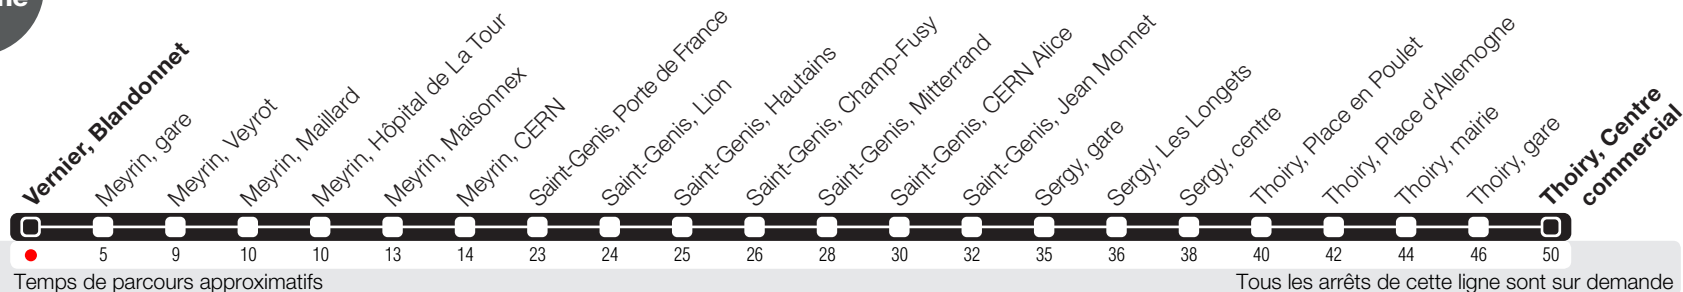 Vernier, Blandonnet
Meyrin, gare
Meyrin, Veyrot
Meyrin, Maillard
Meyrin, Hôpital de La Tour
Meyrin, Maisonnex
Meyrin, CERN
Saint-Genis, Porte de France
Saint-Genis, Lion
Saint-Genis, Hautains
Saint-Genis, Champ-Fusy
Saint-Genis, Mitterrand
Saint-Genis, CERN Alice
Saint-Genis, Jean Monnet
Sergy, gare
Sergy, Les Longets
Sergy, centre
Thoiry, Place en Poulet
Thoiry, Place d'Allemogne
Thoiry, mairie
Thoiry, gare
Thoiry, Centre
commercial
5 9 10 10 13 14 23 24 25 26 28 30 32 35 36 38 40 42 44 46 50
Temps de parcours approximatifs
Tous les arrêts de cette ligne sont sur demande